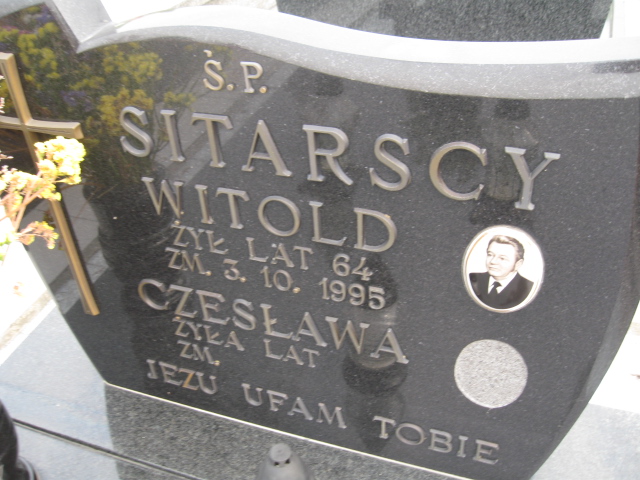 Ś.P.
SITARSCY
WITOLD
ŻYŁ LAT 64
ZM. 3.10.1995
CZESŁAWA
ŻYŁA LAT
ZM.
JEZU UFAM TOBIE